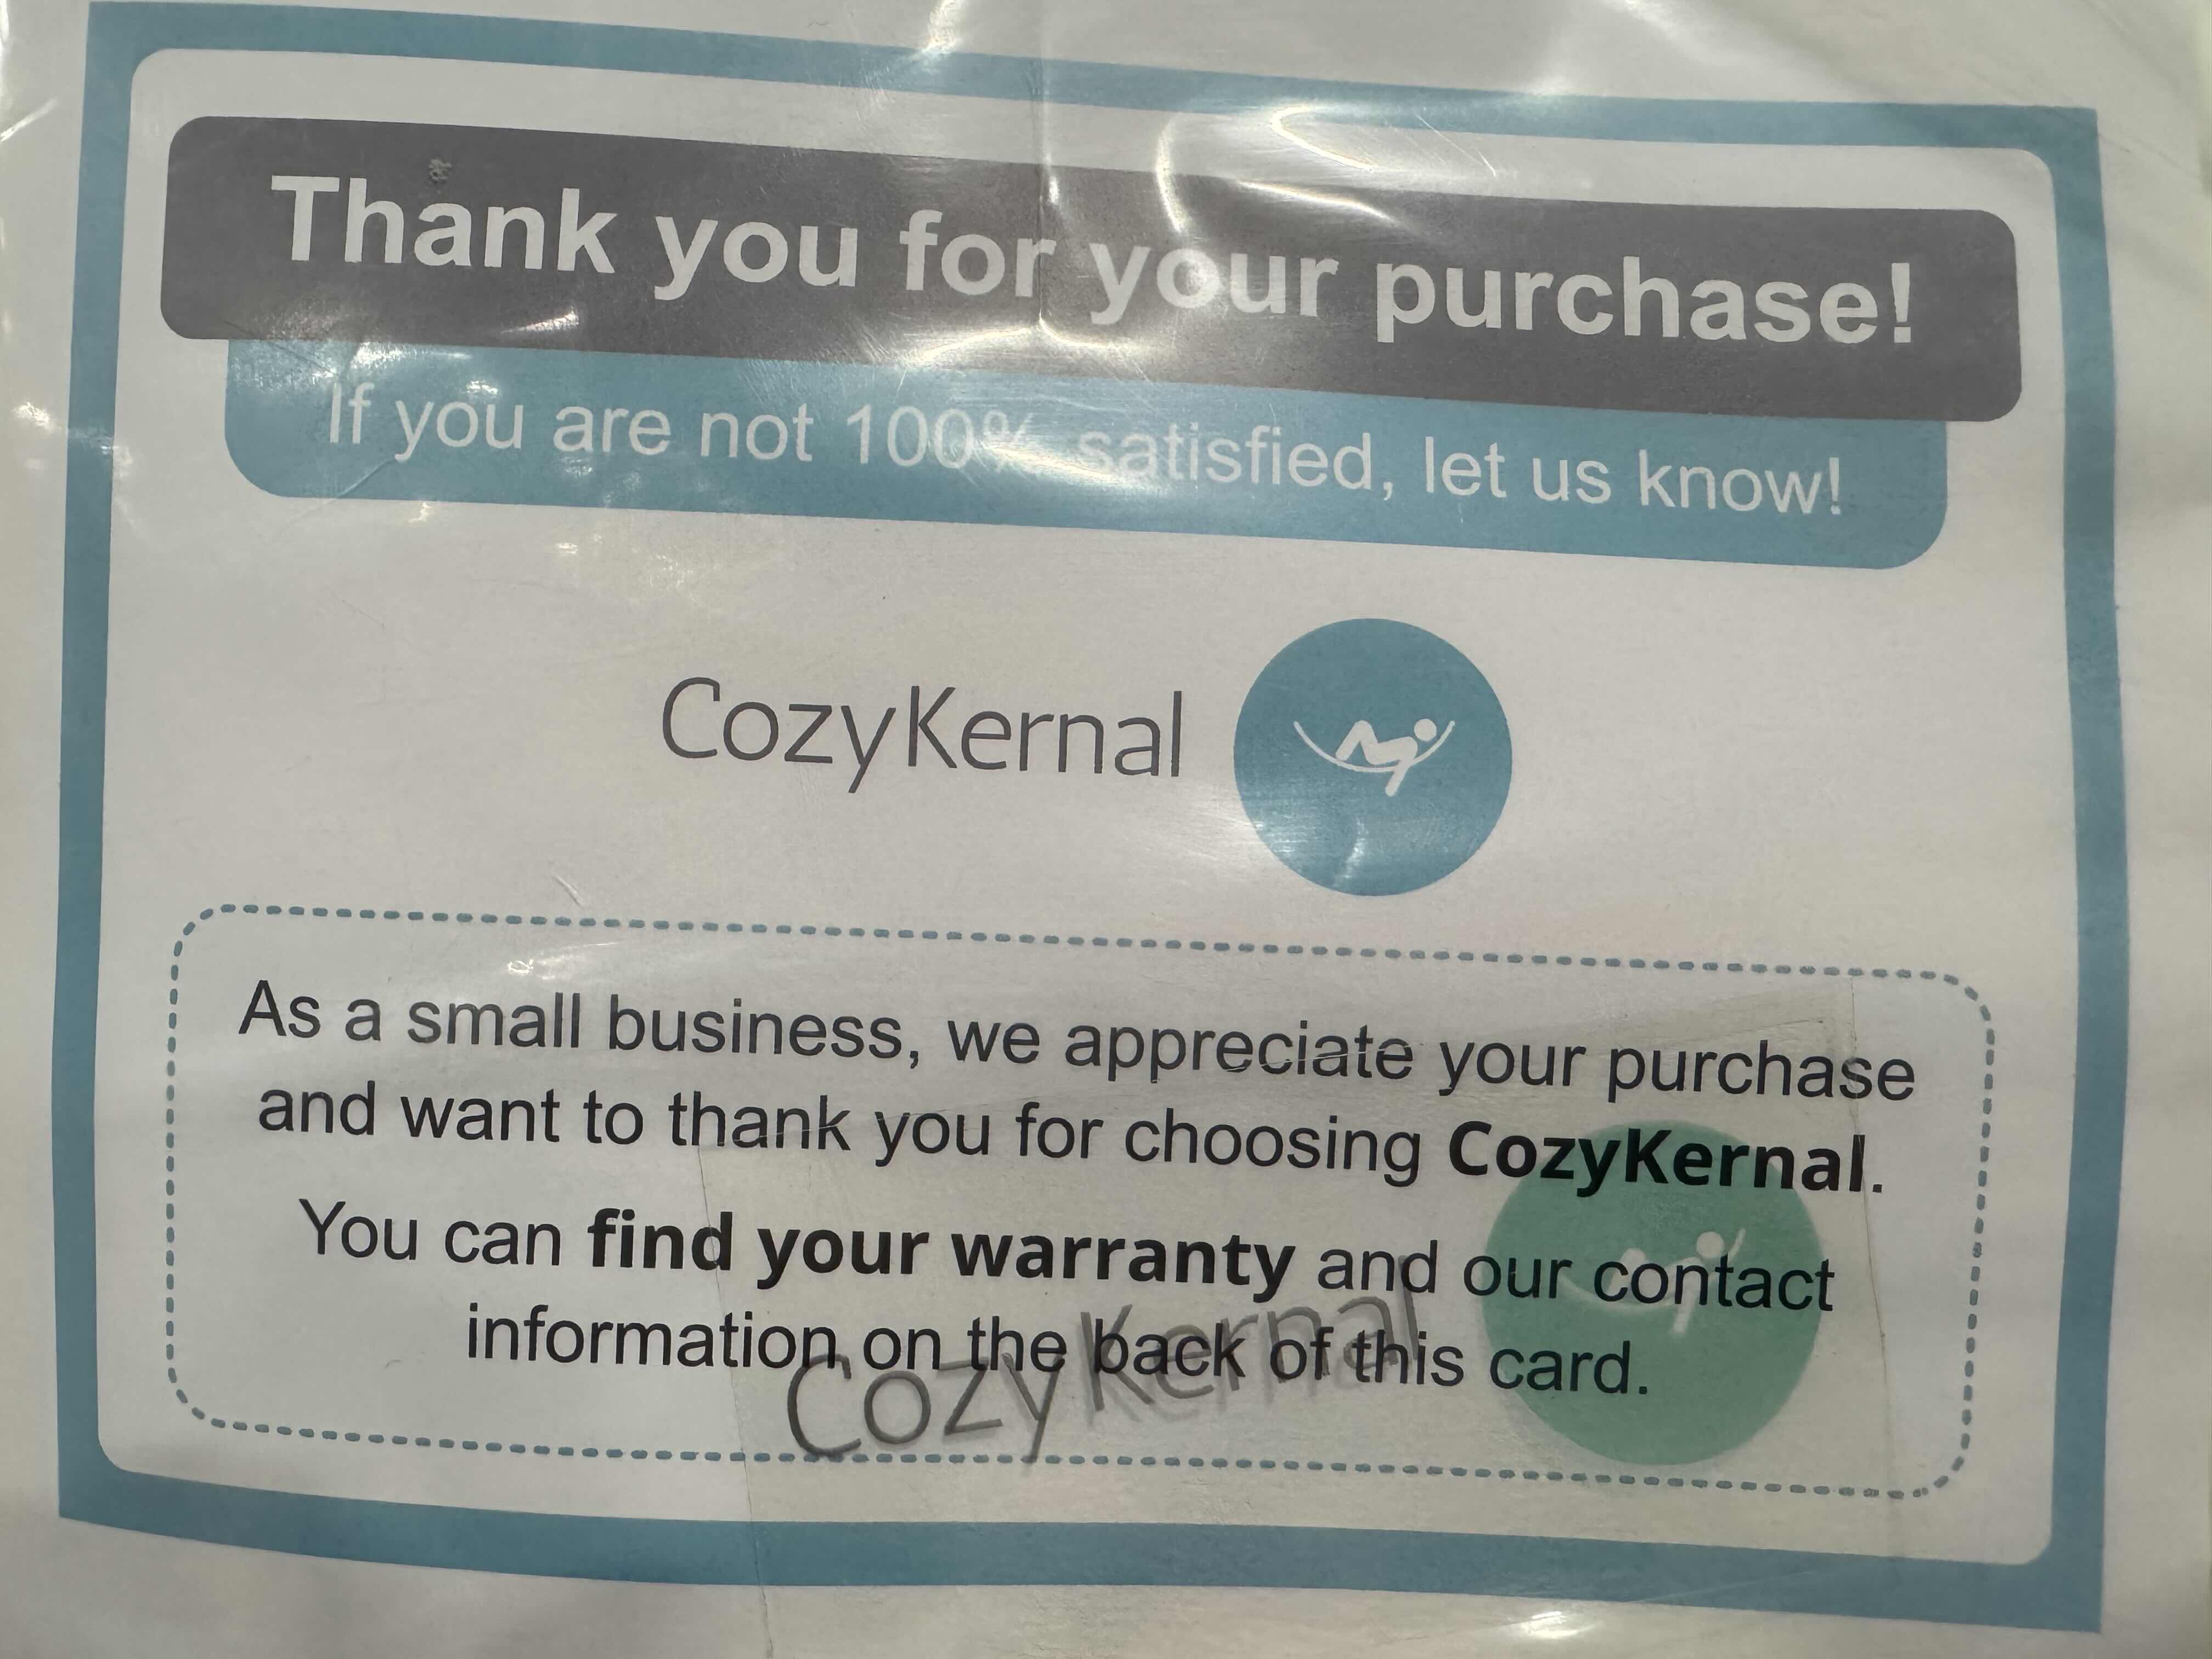 Thank you for your purchase!
If you are not 100% satisfied, let us know!
CozyKernal
As a small business, we appreciate your purchase
and want to thank you for choosing CozyKernal.
You can find your warranty and our contact
information on the back of this card.
CozyKernal